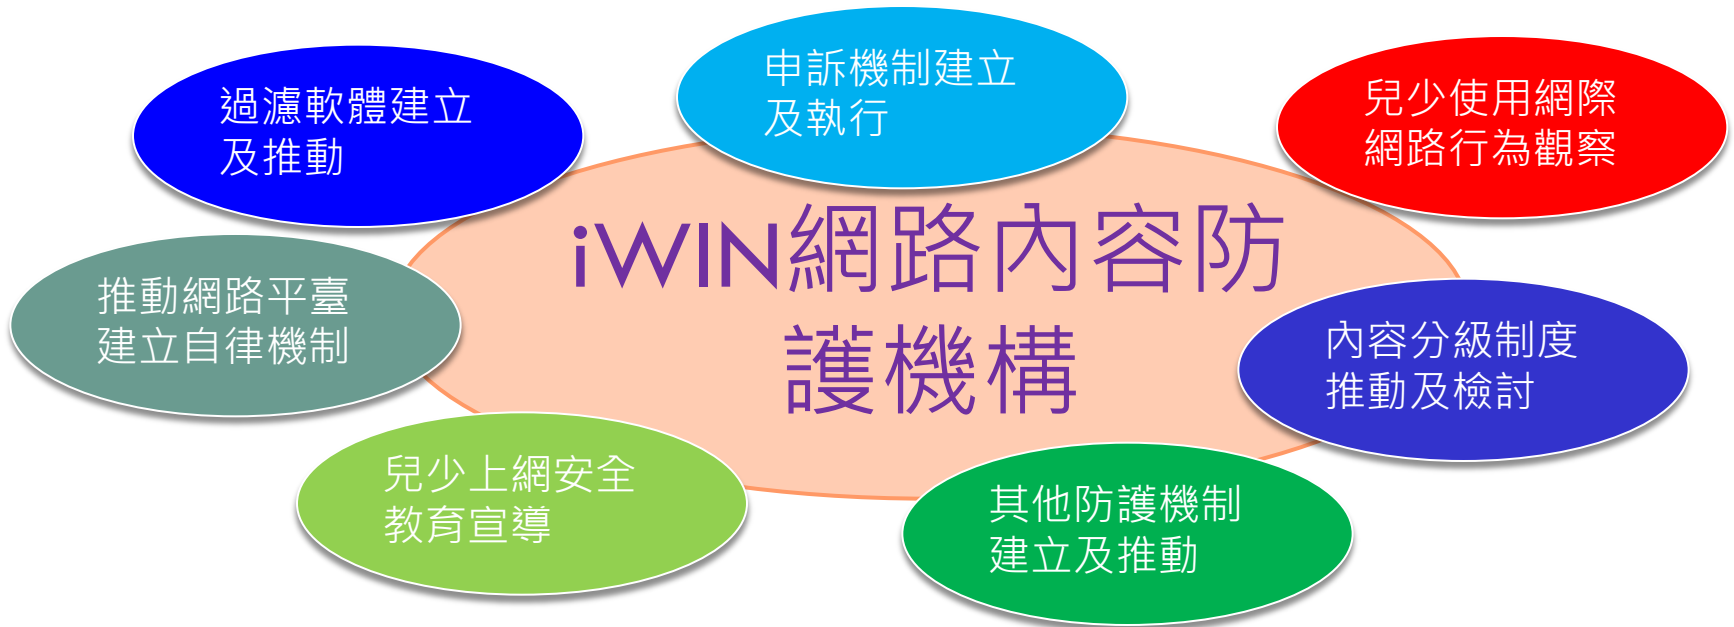 申訴機制建立
及執行
兒少使用網際
網路行為觀察
過濾軟體建立
及推動
iWIN網路內容防
護機構
推動網路平臺
建立自律機制
內容分級制度
推動及檢討
兒少上網安全
教育宣導
其他防護機制
建立及推動